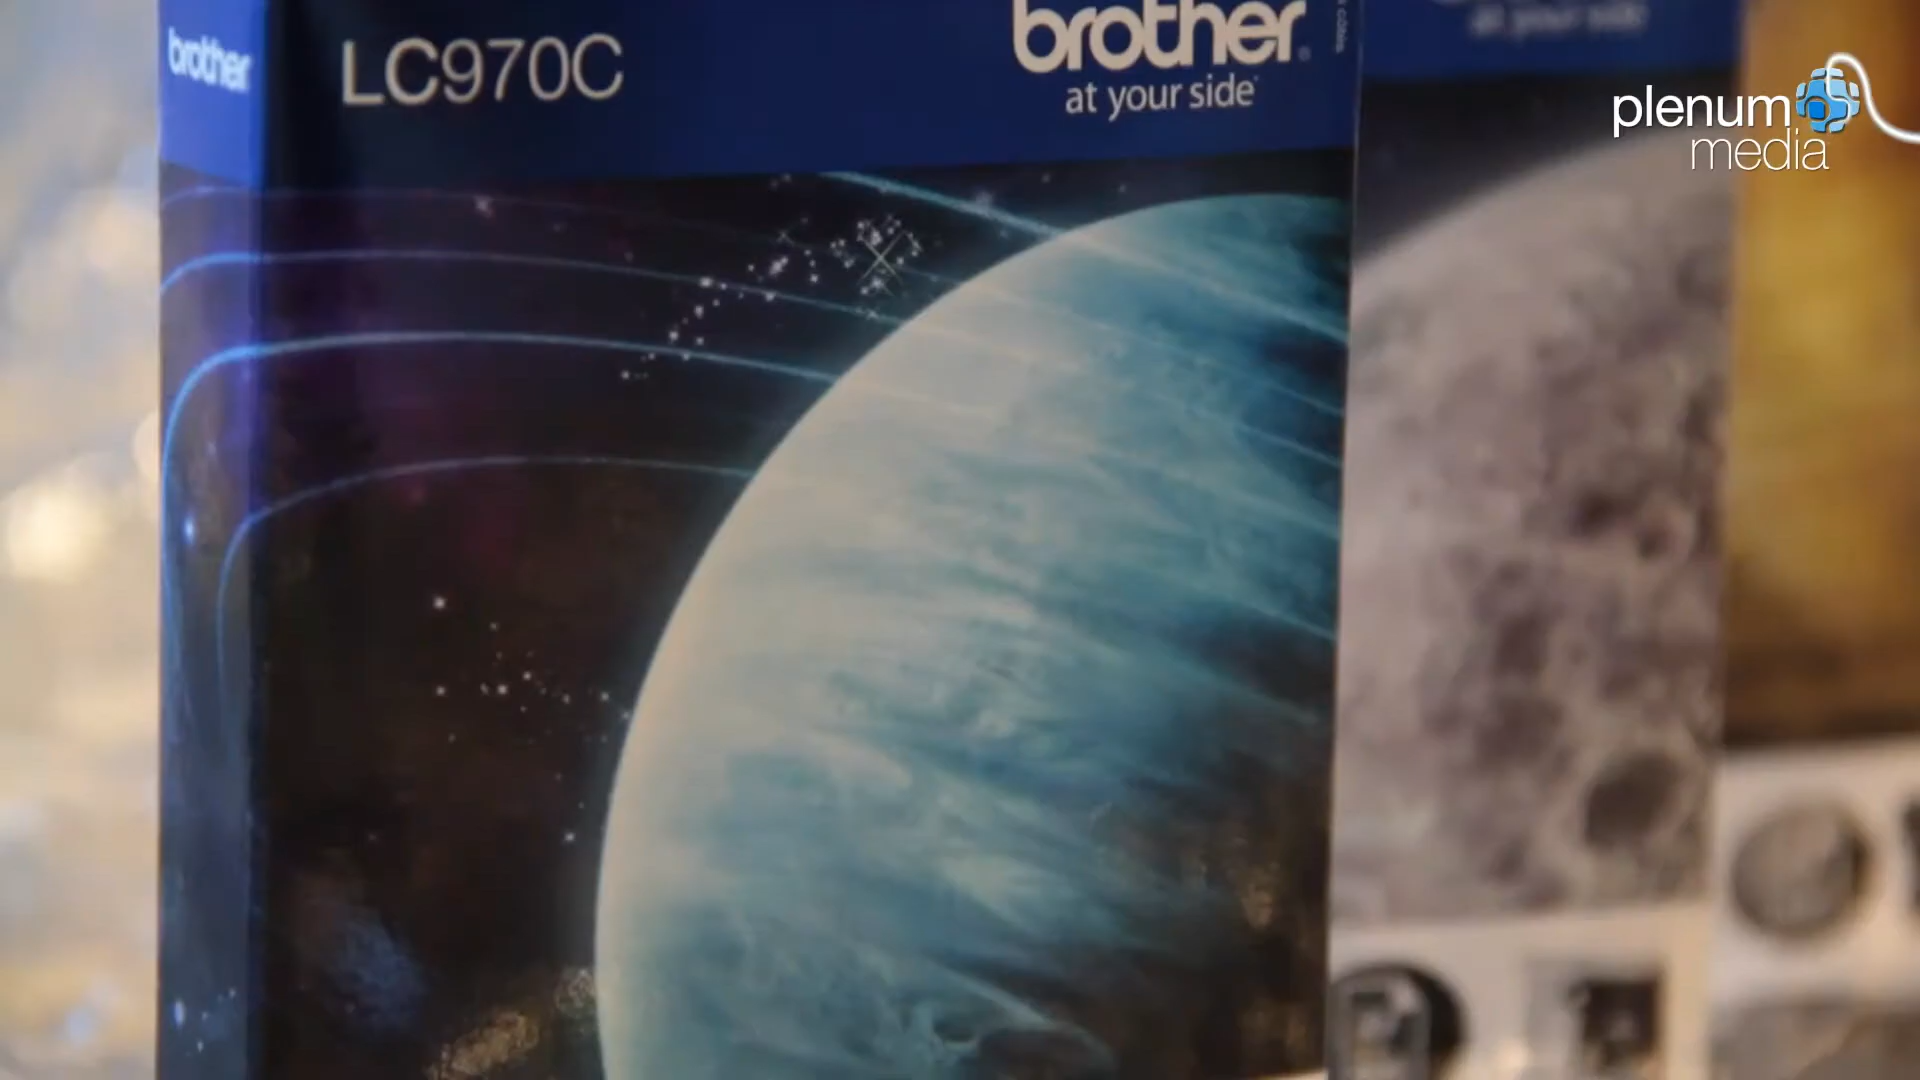 brother
LC970C
brother
at your side
at your side
plenum
media